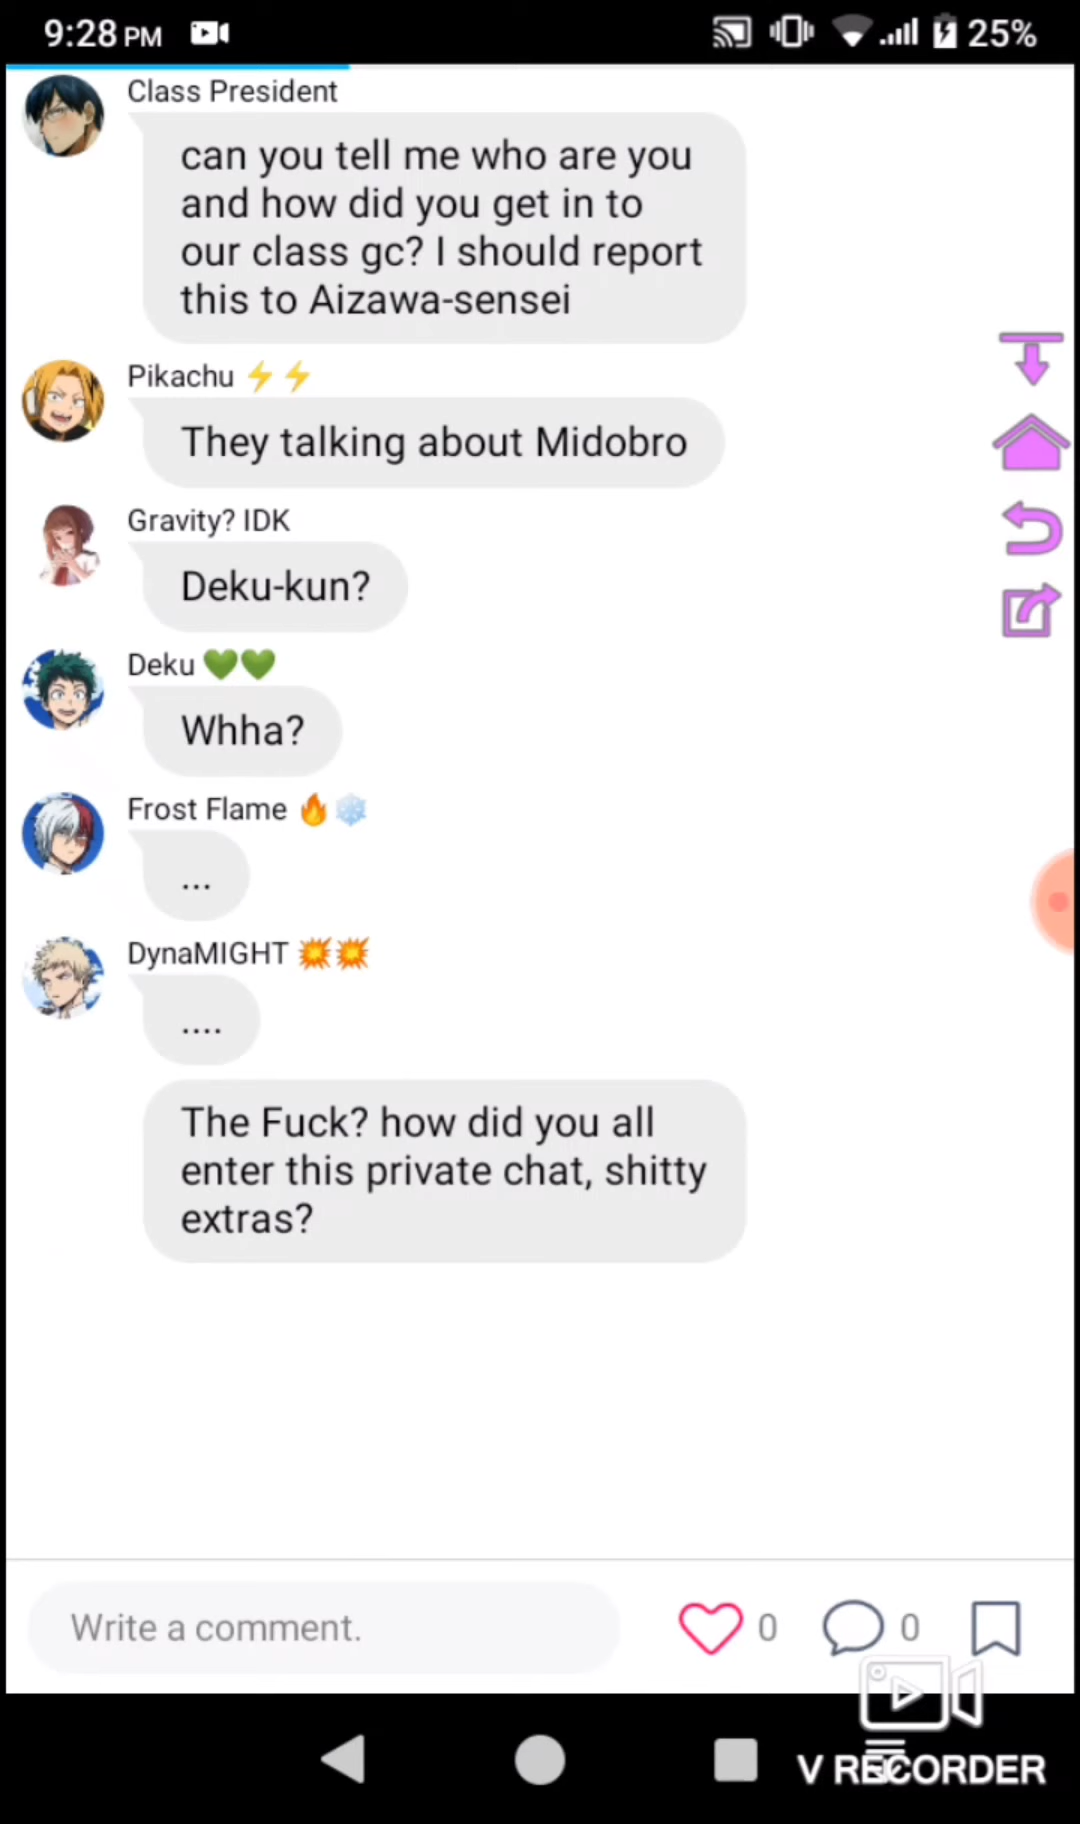 9:28 PM
25%
Class President
can you tell me who are you
and how did you get in to
our class gc? I should report
this to Aizawa-sensei
Pikachu ⚡⚡
They talking about Midobro
Gravity? IDK
Deku-kun?
Deku 💚💚
Whha?
Frost Flame 🔥❄️
...
DynaMIGHT 💥💥
....
The Fuck? how did you all
enter this private chat, shitty
extras?
Write a comment.
0
0
V RECORDER